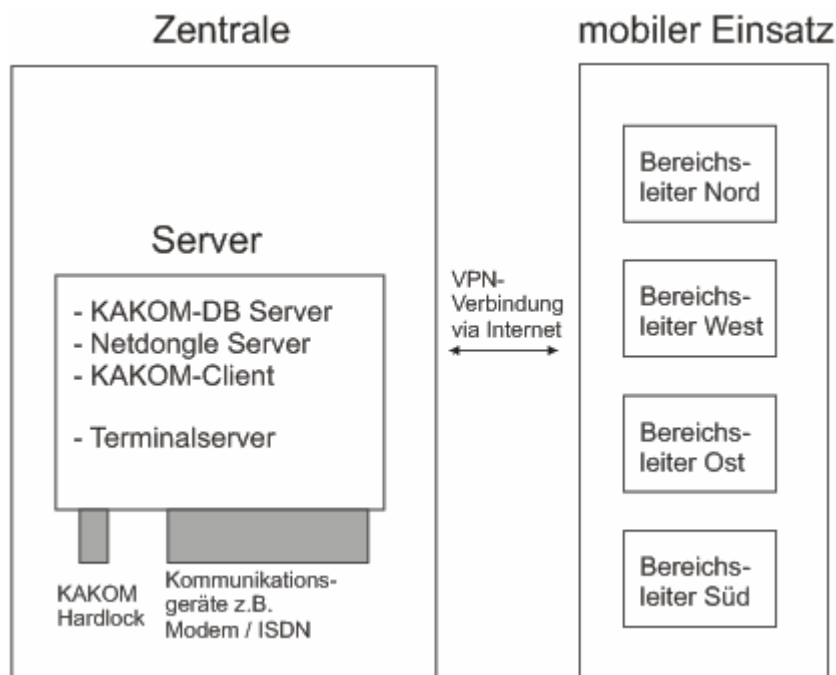 Zentrale
mobiler Einsatz
Server
- KAKOM-DB Server
- Netdongle Server
- KAKOM-Client
- Terminalserver
KAKOM
Hardlock
Kommunikations-
geräte z.B.
Modem / ISDN
VPN-
Verbindung
via Internet
Bereichs-
leiter Nord
Bereichs-
leiter West
Bereichs-
leiter Ost
Bereichs-
leiter Süd